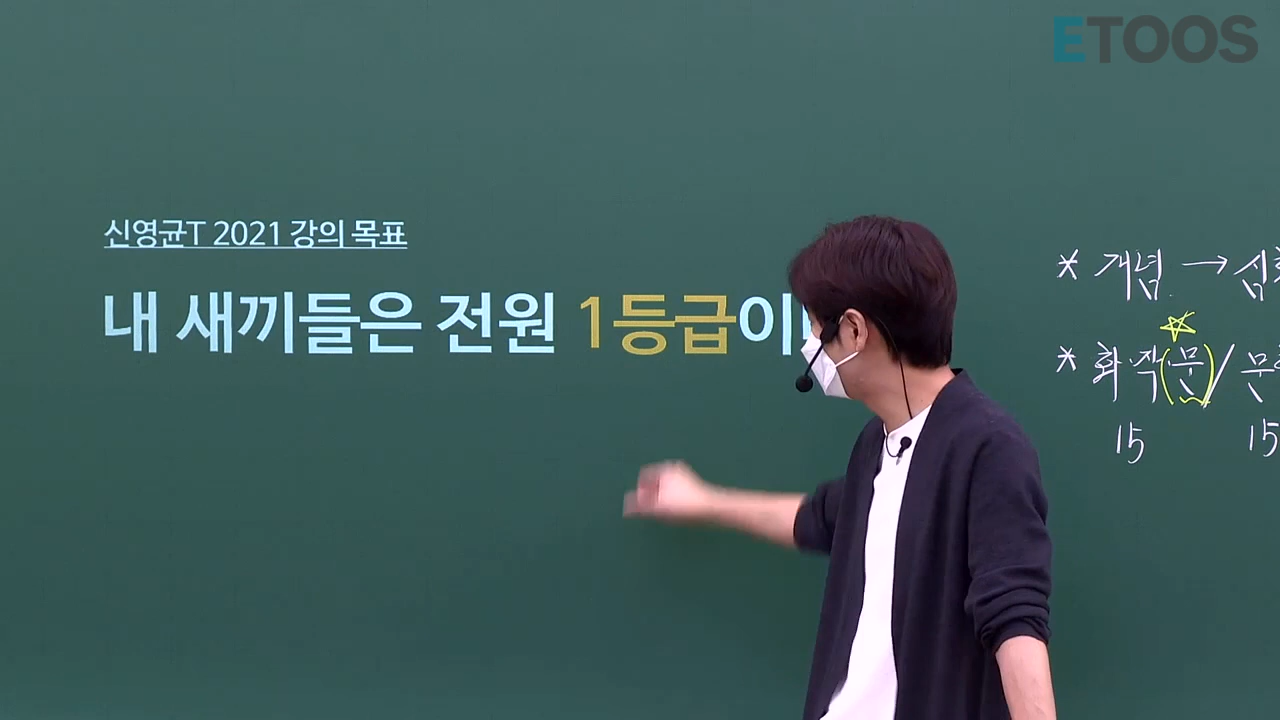 ETOOS
신영균T 2021 강의 목표
내 새끼들은 전원 1등급이
* 개념 →
* 화작(문)/
15 15